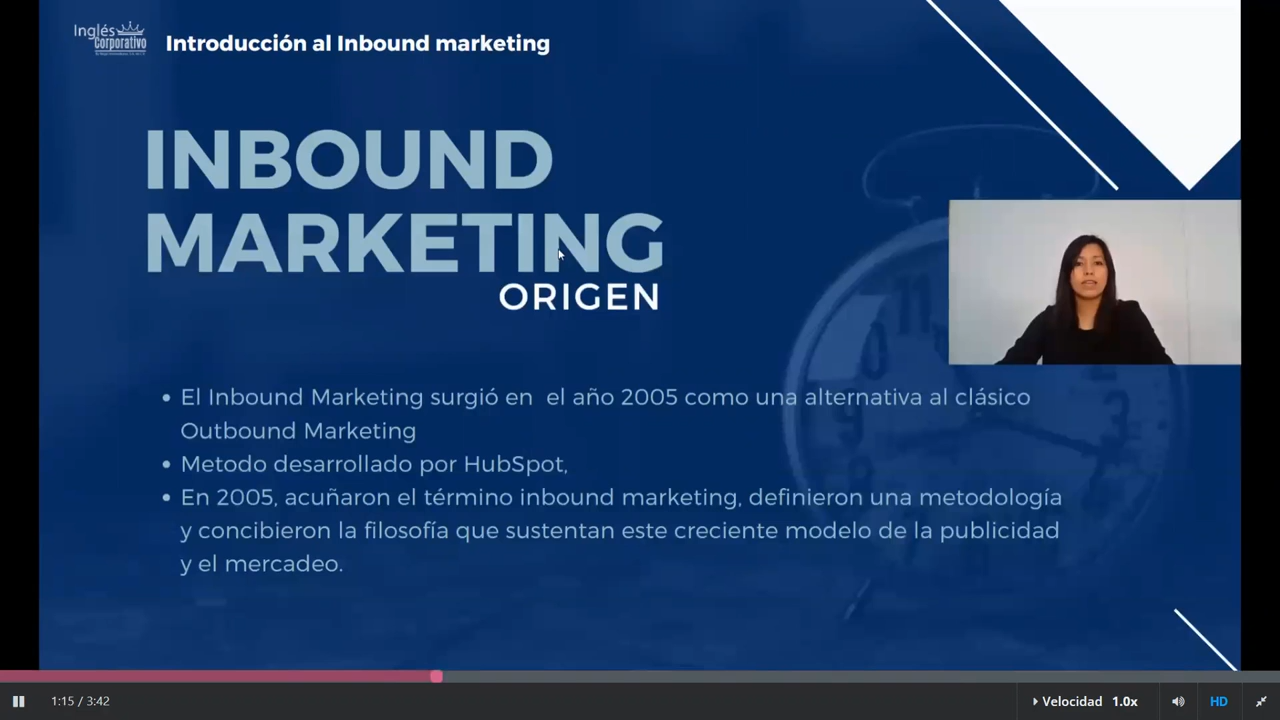 Inglés
Corporativo
Introducción al Inbound marketing
INBOUND
MARKETING
ORIGEN
• El Inbound Marketing surgió en el año 2005 como una alternativa al clásico
Outbound Marketing
• Metodo desarrollado por HubSpot,
• En 2005, acuñaron el término inbound marketing, definieron una metodología
y concibieron la filosofía que sustentan este creciente modelo de la publicidad
y el mercadeo.
11
9
3
1:15 / 3:42
Velocidad 1.0x
HD